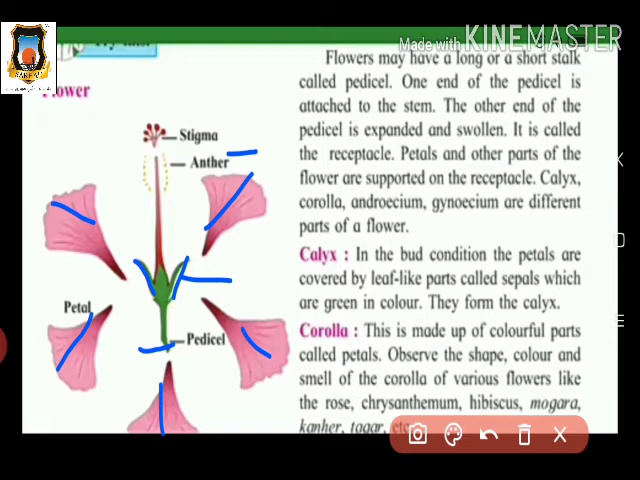 Made with KINEMASTER
Try this
Flower
Stigma
Anther
Petal
Pedicel
Flowers may have a long or a short stalk
called pedicel. One end of the pedicel is
attached to the stem. The other end of the
pedicel is expanded and swollen. It is called
the receptacle. Petals and other parts of the
flower are supported on the receptacle. Calyx,
corolla, androecium, gynoecium are different
parts of a flower.
Calyx : In the bud condition the petals are
covered by leaf-like parts called sepals which
are green in colour. They form the calyx.
Corolla : This is made up of colourful parts
called petals. Observe the shape, colour and
smell of the corolla of various flowers like
the rose, chrysanthemum, hibiscus, mogara,
kanher, tagar, etc